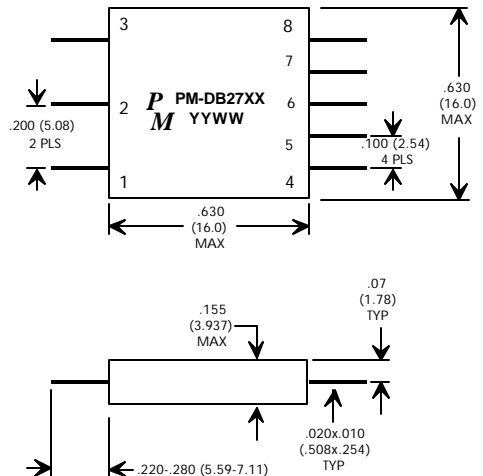 3
8
7
P M PM-DB27XX
YYWW
2
6
.630
(16.0)
MAX
.200 (5.08)
2 PLS
5
.100 (2.54)
4 PLS
1
4
.630
(16.0)
MAX
.155
(3.937)
MAX
.07
(1.78)
TYP
.020x.010
(.508x.254)
TYP
.220-.280 (5.59-7.11)